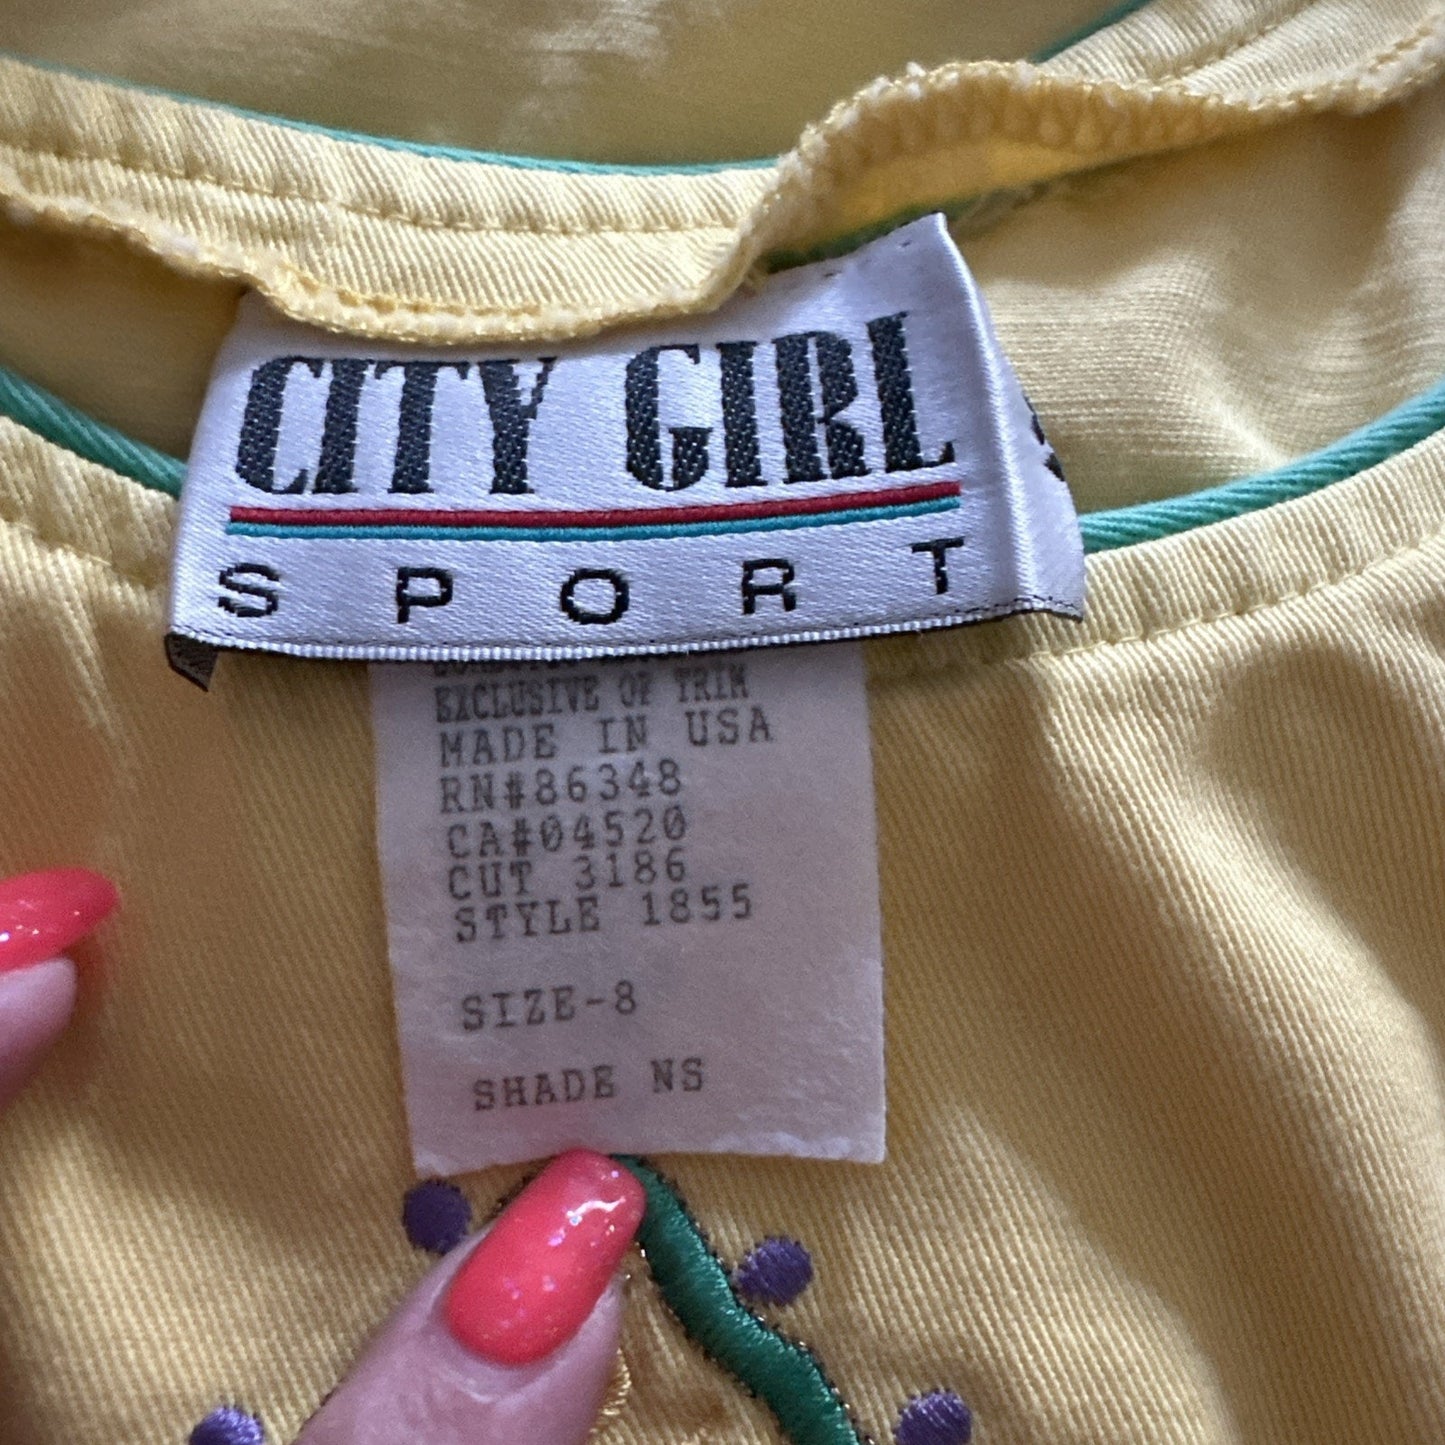 CITY GIRL
SPORT
EXCLUSIVE OF TRIM
MADE IN USA
RN#86348
CA#04520
CUT 3186
STYLE 1855
SIZE-8
SHADE NS